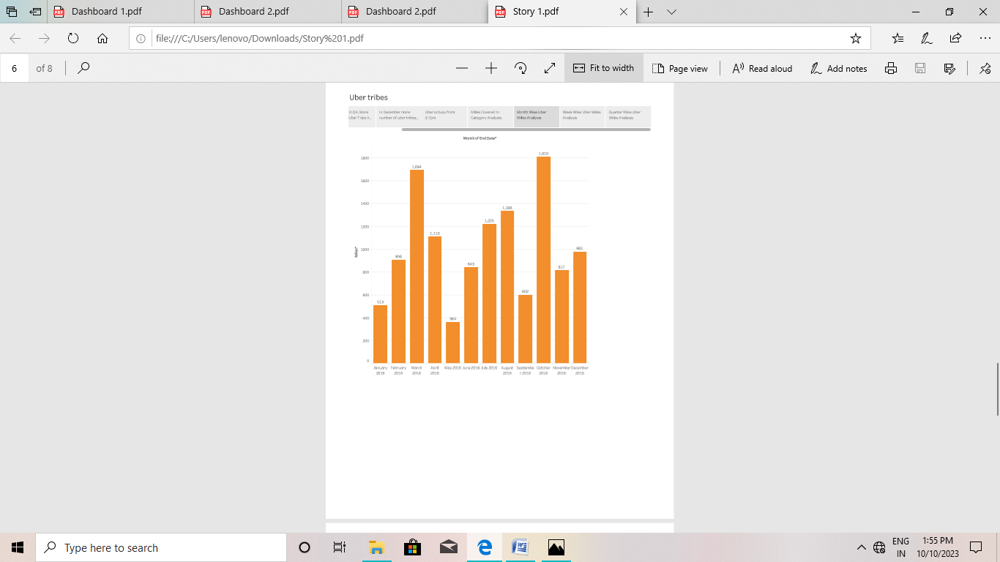 Dashboard 1.pdf
Dashboard 2.pdf
Dashboard 2.pdf
Story 1.pdf
file:///C:/Users/lenovo/Downloads/Story%201.pdf
6 of 8
Fit to width
Page view
Read aloud
Add notes
Uber tribes
In Q4, More
Uber Trips t..
In December more
number of uber tribes...
Uber is busy from
3.7pm
Miles Covered in
Category Analysis
Month Wise Uber
Miles Analysis
Week Wise Uber Miles
Analysis
Quarter Wise Uber
Miles Analysis
Month of End Date*
Miles*
1800
1600
1400
1200
1000
800
600
400
200
0
513
908
1,694
1,113
364
843
1,225
602
1,810
817
981
January
2016
February
2016
March
2016
April
2016
May 2016
June 2016
July 2016
August
2016
Septembe
r 2016
October
2016
November
2016
December
2016
Type here to search
ENG
IN
1:55 PM
10/10/2023